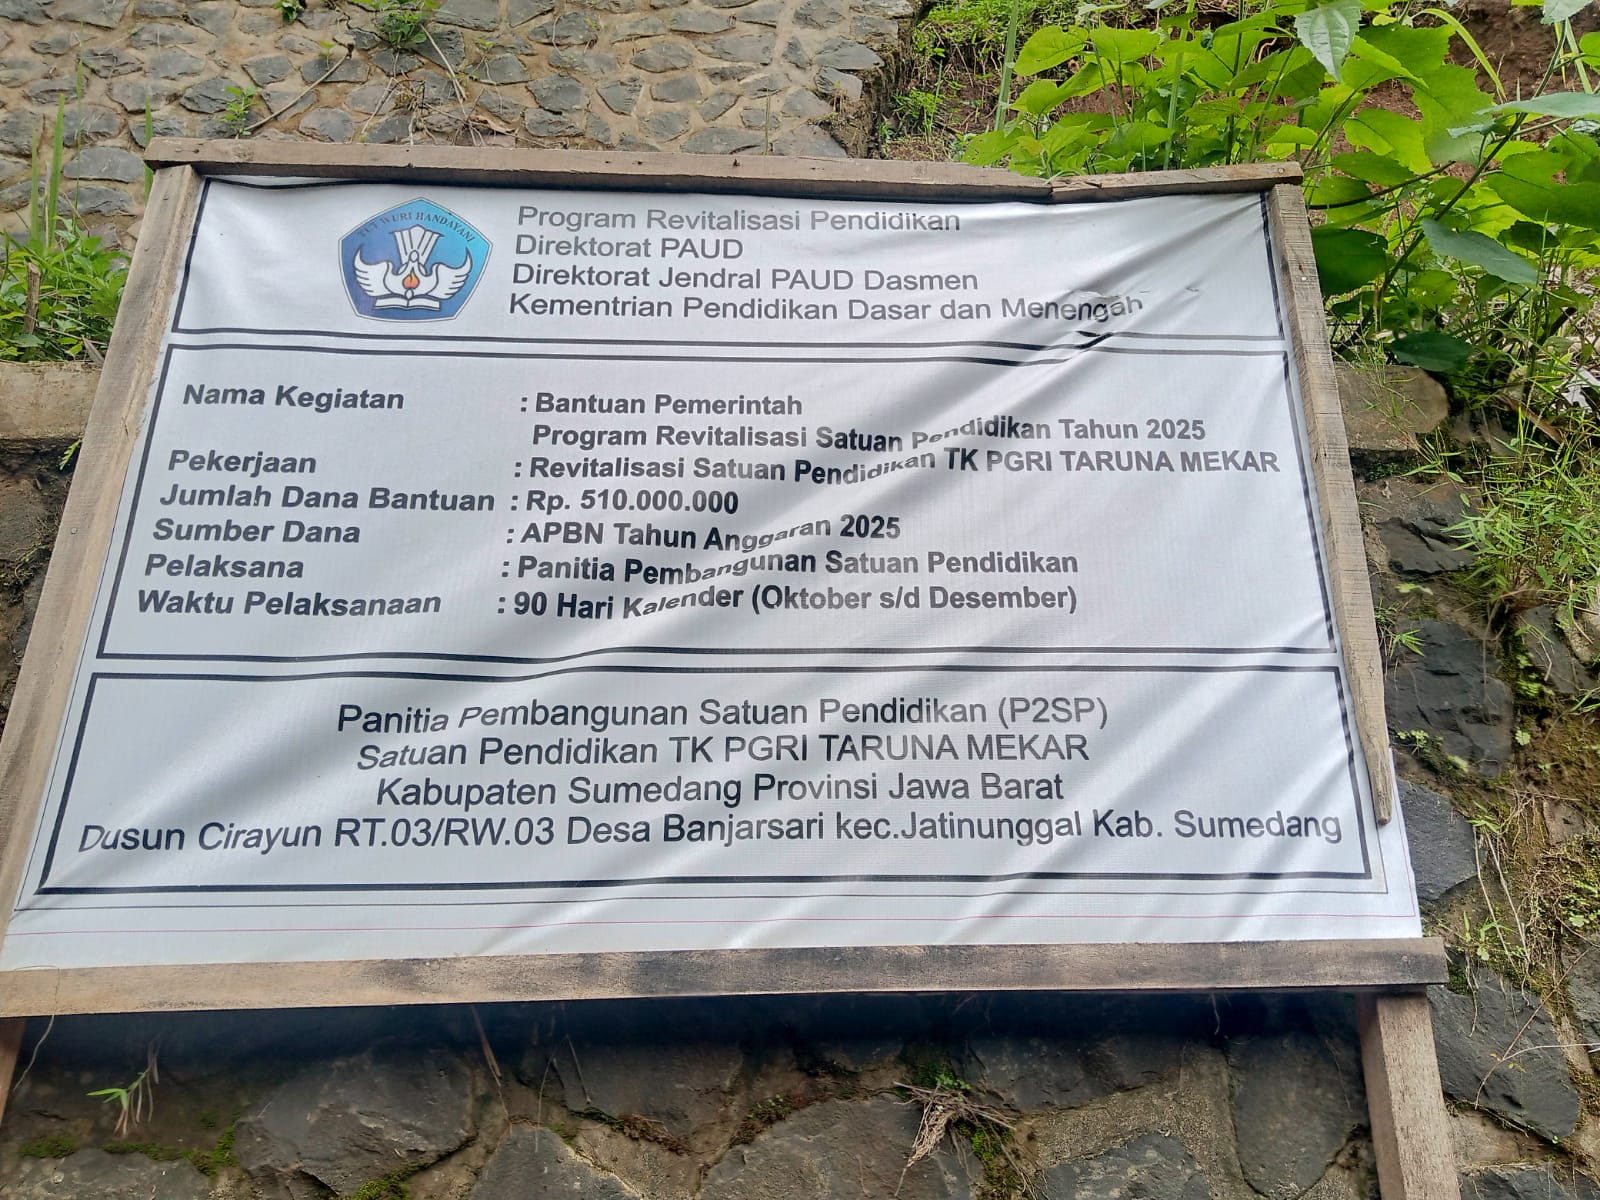 TUT WURI HANDAYANI
Program Revitalisasi Pendidikan
Direktorat PAUD
Direktorat Jendral PAUD Dasmen
Kementrian Pendidikan Dasar dan Menengah
Nama Kegiatan : Bantuan Pemerintah
Program Revitalisasi Satuan Pendidikan Tahun 2025
Pekerjaan : Revitalisasi Satuan Pendidikan TK PGRI TARUNA MEKAR
Jumlah Dana Bantuan : Rp. 510.000.000
Sumber Dana : APBN Tahun Anggaran 2025
Pelaksana : Panitia Pembangunan Satuan Pendidikan
Waktu Pelaksanaan : 90 Hari Kalender (Oktober s/d Desember)
Panitia Pembangunan Satuan Pendidikan (P2SP)
Satuan Pendidikan TK PGRI TARUNA MEKAR
Kabupaten Sumedang Provinsi Jawa Barat
Dusun Cirayun RT.03/RW.03 Desa Banjarsari kec.Jatinunggal Kab. Sumedang